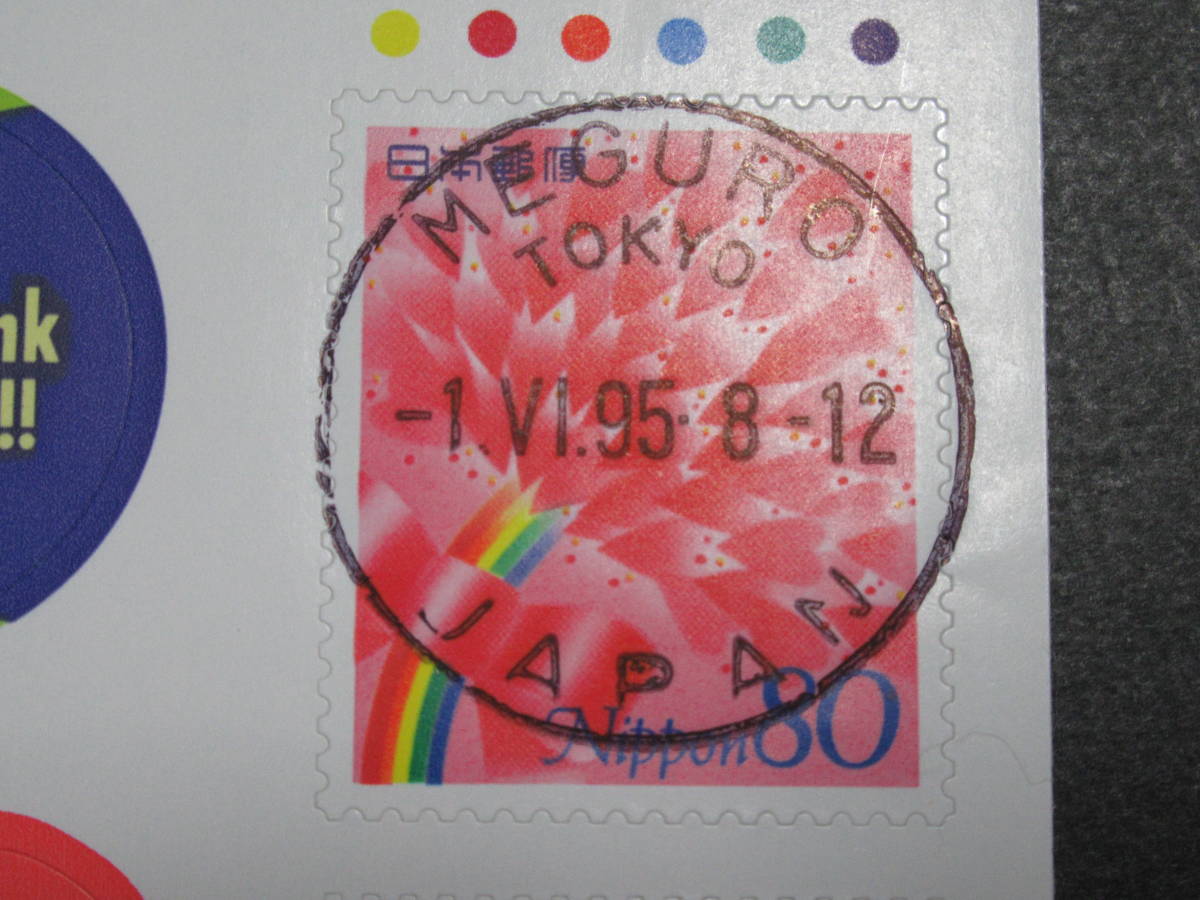 日本郵便
MEGURO
TOKYO
-1.VI.95. 8 -12
JAPAN
Nippon 80
nk
!!